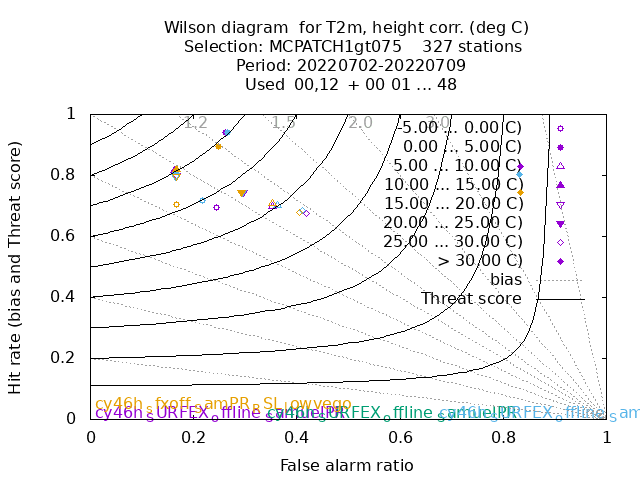 Wilson diagram  for T2m, height corr. (deg C)
Selection: MCPATCH1gt075    327 stations
Period: 20220702-20220709
Used  00,12  + 00 01 ... 48
1.2 1.5 2.0 3.0
-5.00 ... 0.00 C)
0.00 .. 5.00 C)
5.00 ... 10.00 C)
10.00 ... 15.00 C)
15.00 ... 20.00 C)
20.00 ... 25.00 C)
25.00 ... 30.00 C)
> 30.00 C)
bias
Threat score
Hit rate (bias and Threat score)
1
0.8
0.6
0.4
0.2
0
cy46h_sfxoff_samPR_RSL_lowvego
cy46h_SURFEX_offline_sampleIPR
0 0.2 0.4 0.6 0.8 1
False alarm ratio